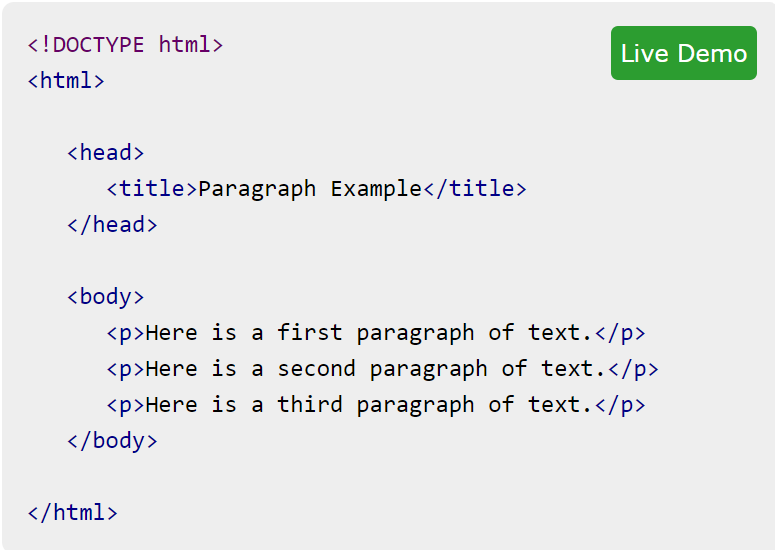 <!DOCTYPE html>
Live Demo
<html>
<head>
<title>Paragraph Example</title>
</head>
<body>
<p>Here is a first paragraph of text.</p>
<p>Here is a second paragraph of text.</p>
<p>Here is a third paragraph of text.</p>
</body>
</html>